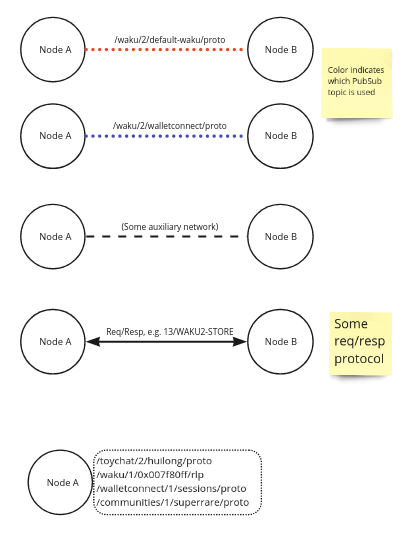 /waku/2/default-waku/proto
Node A
Node B
Color indicates
which PubSub
topic is used
/waku/2/walletconnect/proto
Node A
Node B
(Some auxiliary network)
Node A
Node B
Req/Resp, e.g. 13/WAKU2-STORE
Node A
Node B
Some
req/resp
protocol
Node A
/toychat/2/huilong/proto
/waku/1/0x007f80ff/rlp
/walletconnect/1/sessions/proto
/communities/1/superrare/proto